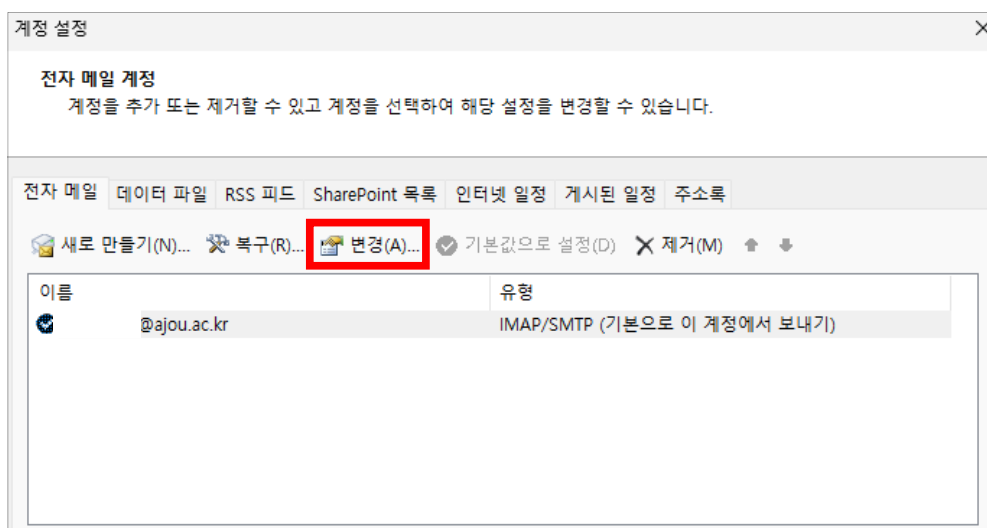 계정 설정
전자 메일 계정
계정을 추가 또는 제거할 수 있고 계정을 선택하여 해당 설정을 변경할 수 있습니다.
전자 메일 데이터 파일 RSS 피드 SharePoint 목록 인터넷 일정 게시된 일정 주소록
새로 만들기(N)... 복구(R)... 변경(A)... 기본값으로 설정(D) 제거(M)
이름 유형
@ajou.ac.kr IMAP/SMTP (기본으로 이 계정에서 보내기)